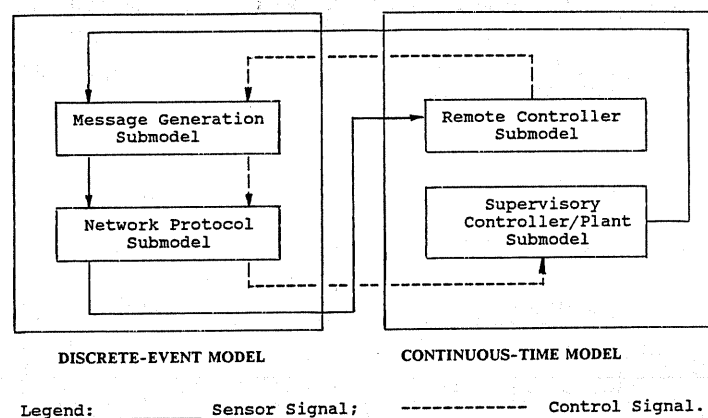 Message Generation
Submodel
Network Protocol
Submodel
Remote Controller
Submodel
Supervisory
Controller/Plant
Submodel
DISCRETE-EVENT MODEL
CONTINUOUS-TIME MODEL
Legend: Sensor Signal; Control Signal.